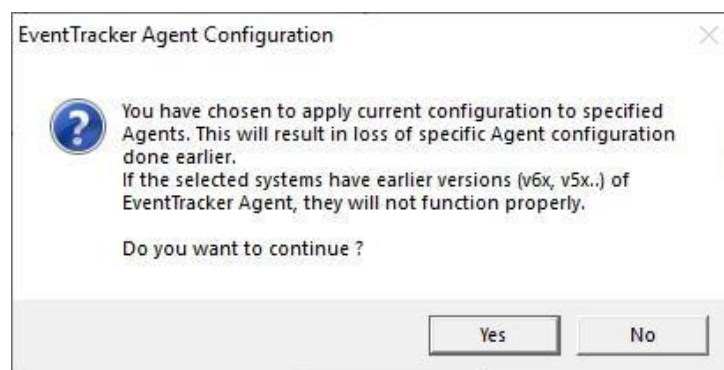 EventTracker Agent Configuration
You have chosen to apply current configuration to specified
Agents. This will result in loss of specific Agent configuration
done earlier.
If the selected systems have earlier versions (v6x, v5x..) of
EventTracker Agent, they will not function properly.
Do you want to continue ?
Yes
No